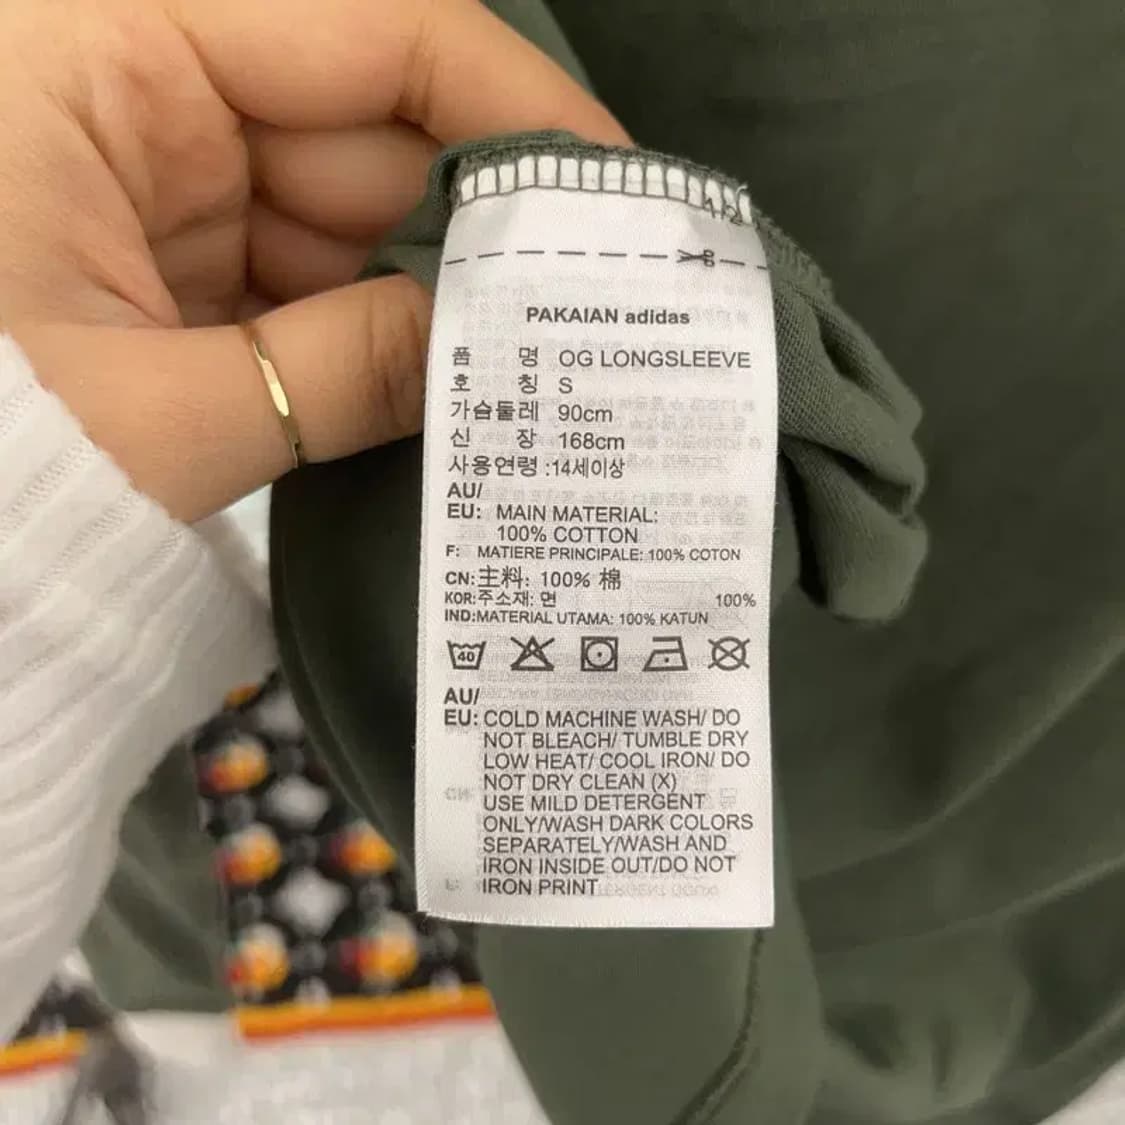 12
PAKAIAN adidas
품 명 OG LONGSLEEVE
호 칭 S
가슴둘레 90cm
신 장 168cm
사용연령 :14세이상
AU/
EU: MAIN MATERIAL:
100% COTTON
F: MATIERE PRINCIPALE: 100% COTON
CN:主料: 100% 棉
KOR:주소재: 면 100%
IND:MATERIAL UTAMA: 100% KATUN
40
AU/
EU: COLD MACHINE WASH/ DO
NOT BLEACH/ TUMBLE DRY
LOW HEAT/ COOL IRON/ DO
NOT DRY CLEAN (X)
USE MILD DETERGENT
ONLY/WASH DARK COLORS
SEPARATELY/WASH AND
IRON INSIDE OUT/DO NOT
IRON PRINT